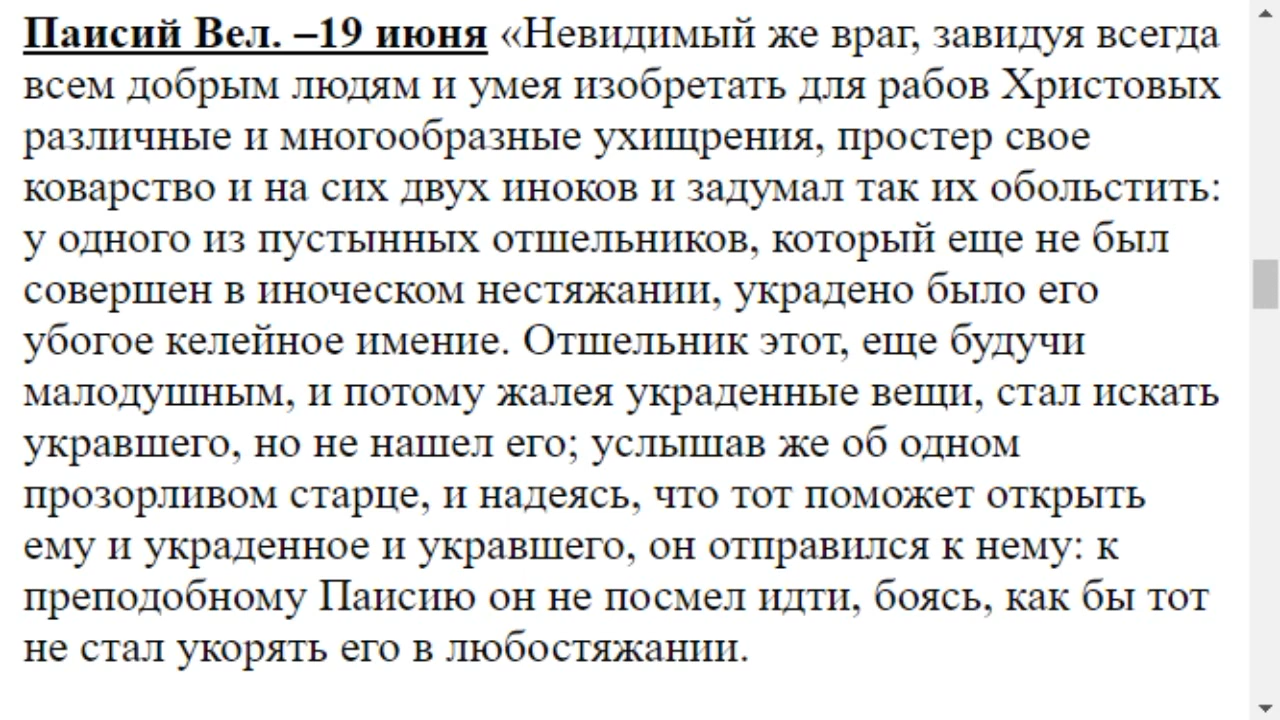 Паисий Вел. –19 июня «Невидимый же враг, завидуя всегда
всем добрым людям и умея изобретать для рабов Христовых
различные и многообразные ухищрения, простер свое
коварство и на сих двух иноков и задумал так их обольстить:
у одного из пустынных отшельников, который еще не был
совершен в иноческом нестяжании, украдено было его
убогое келейное имение. Отшельник этот, еще будучи
малодушным, и потому жалея украденные вещи, стал искать
укравшего, но не нашел его; услышав же об одном
прозорливом старце, и надеясь, что тот поможет открыть
ему и украденное и укравшего, он отправился к нему: к
преподобному Паисию он не посмел идти, боясь, как бы тот
не стал укорять его в любостяжании.